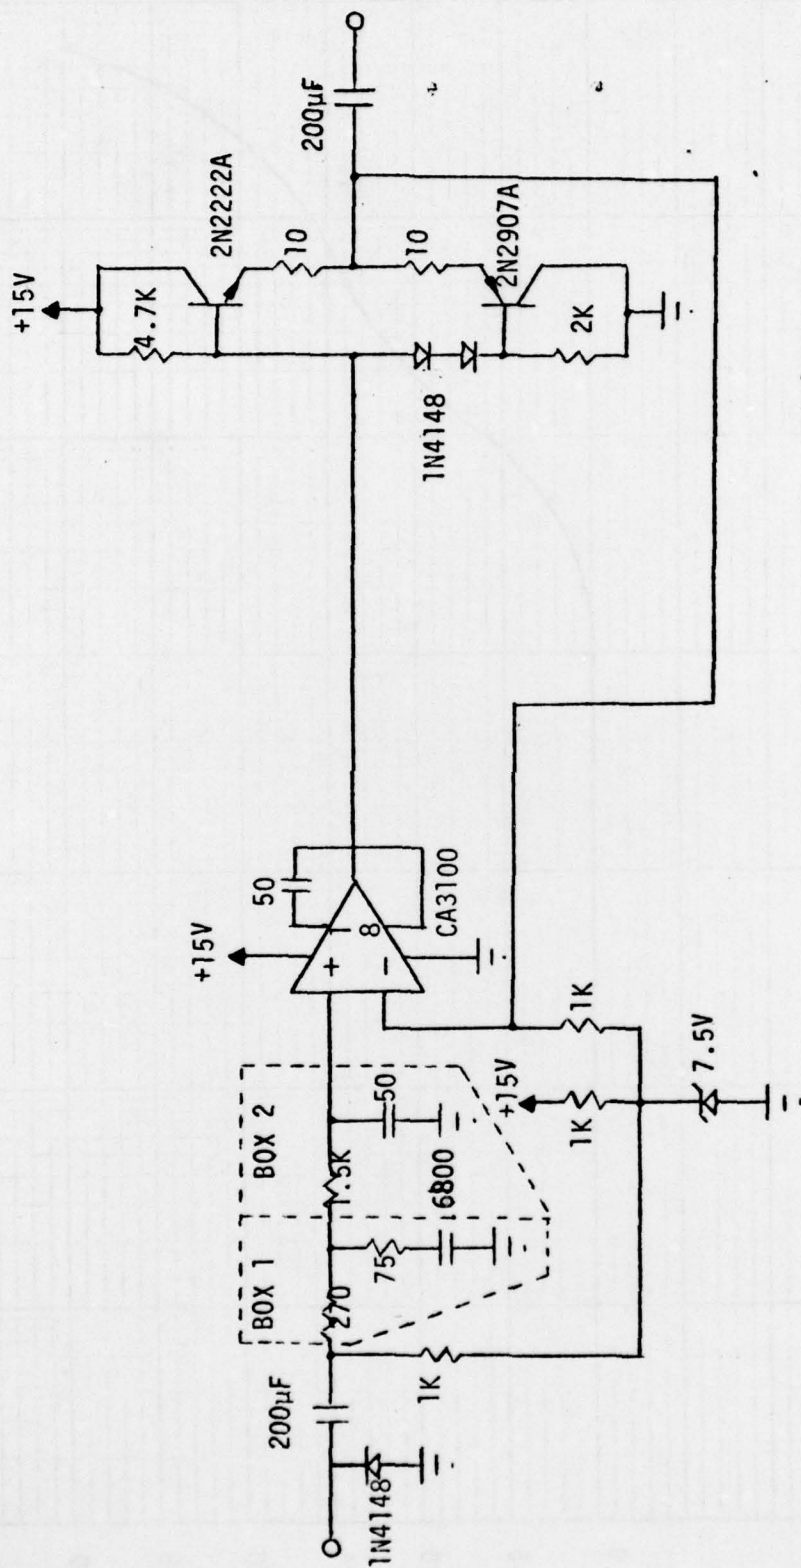 +15V
4.7K
2N2222A
10
200µF
10
2N2907A
1N4148
2K
+15V
50
1
8
+
−
CA3100
BOX 1
BOX 2
200µF
1N4148
270
75
6800
1.5K
50
1K
+15V
1K
1K
7.5V